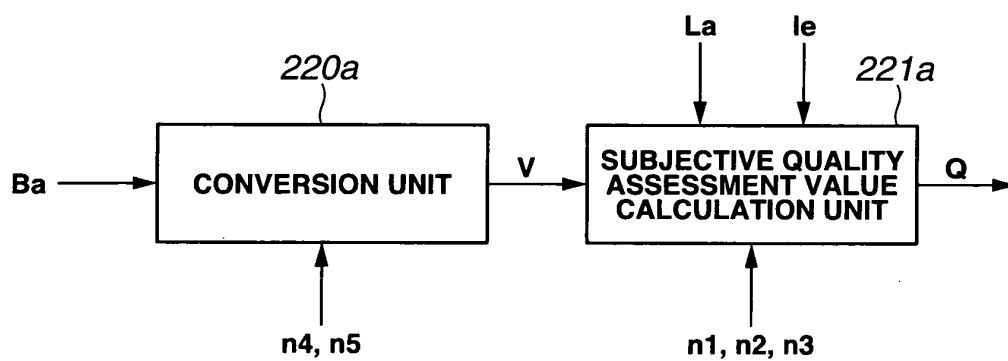 La
Ie
220a
221a
Ba
CONVERSION UNIT
V
SUBJECTIVE QUALITY
ASSESSMENT VALUE
CALCULATION UNIT
Q
n4, n5
n1, n2, n3